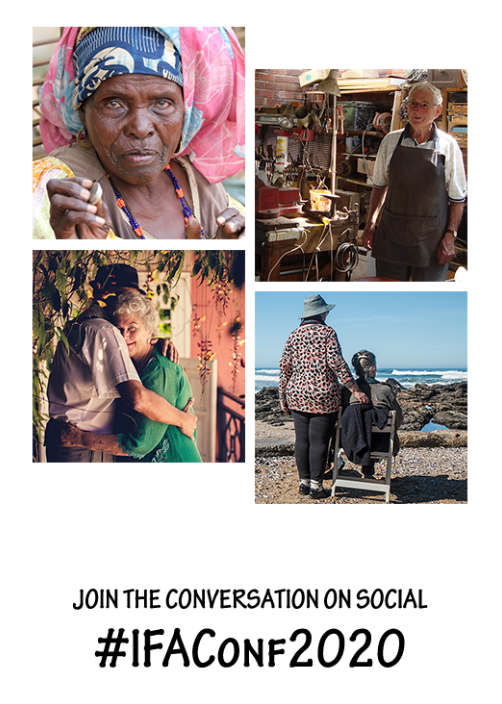 JOIN THE CONVERSATION ON SOCIAL
#IFACONF2020